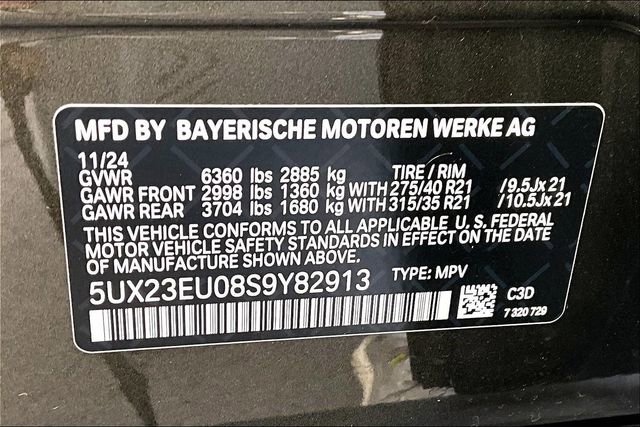 MFD BY BAYERISCHE MOTOREN WERKE AG
11/24
GVWR 6360 lbs 2885 kg TIRE / RIM
GAWR FRONT 2998 lbs 1360 kg WITH 275/40 R21 /9.5Jx21
GAWR REAR 3704 lbs 1680 kg WITH 315/35 R21 /10.5Jx21
THIS VEHICLE CONFORMS TO ALL APPLICABLE U. S. FEDERAL
MOTOR VEHICLE SAFETY STANDARDS IN EFFECT ON THE DATE
OF MANUFACTURE SHOWN ABOVE.
5UX23EU08S9Y82913 TYPE: MPV
C3D
7 320 729